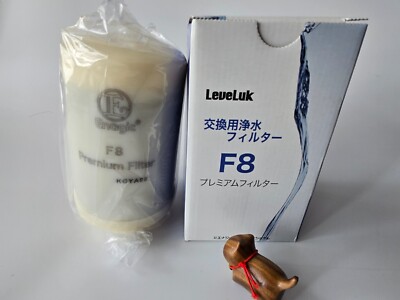 Enagic
F8
Premium Filter
LeveLuk
交換用浄水
フィルター
F8
プレミアムフィルター